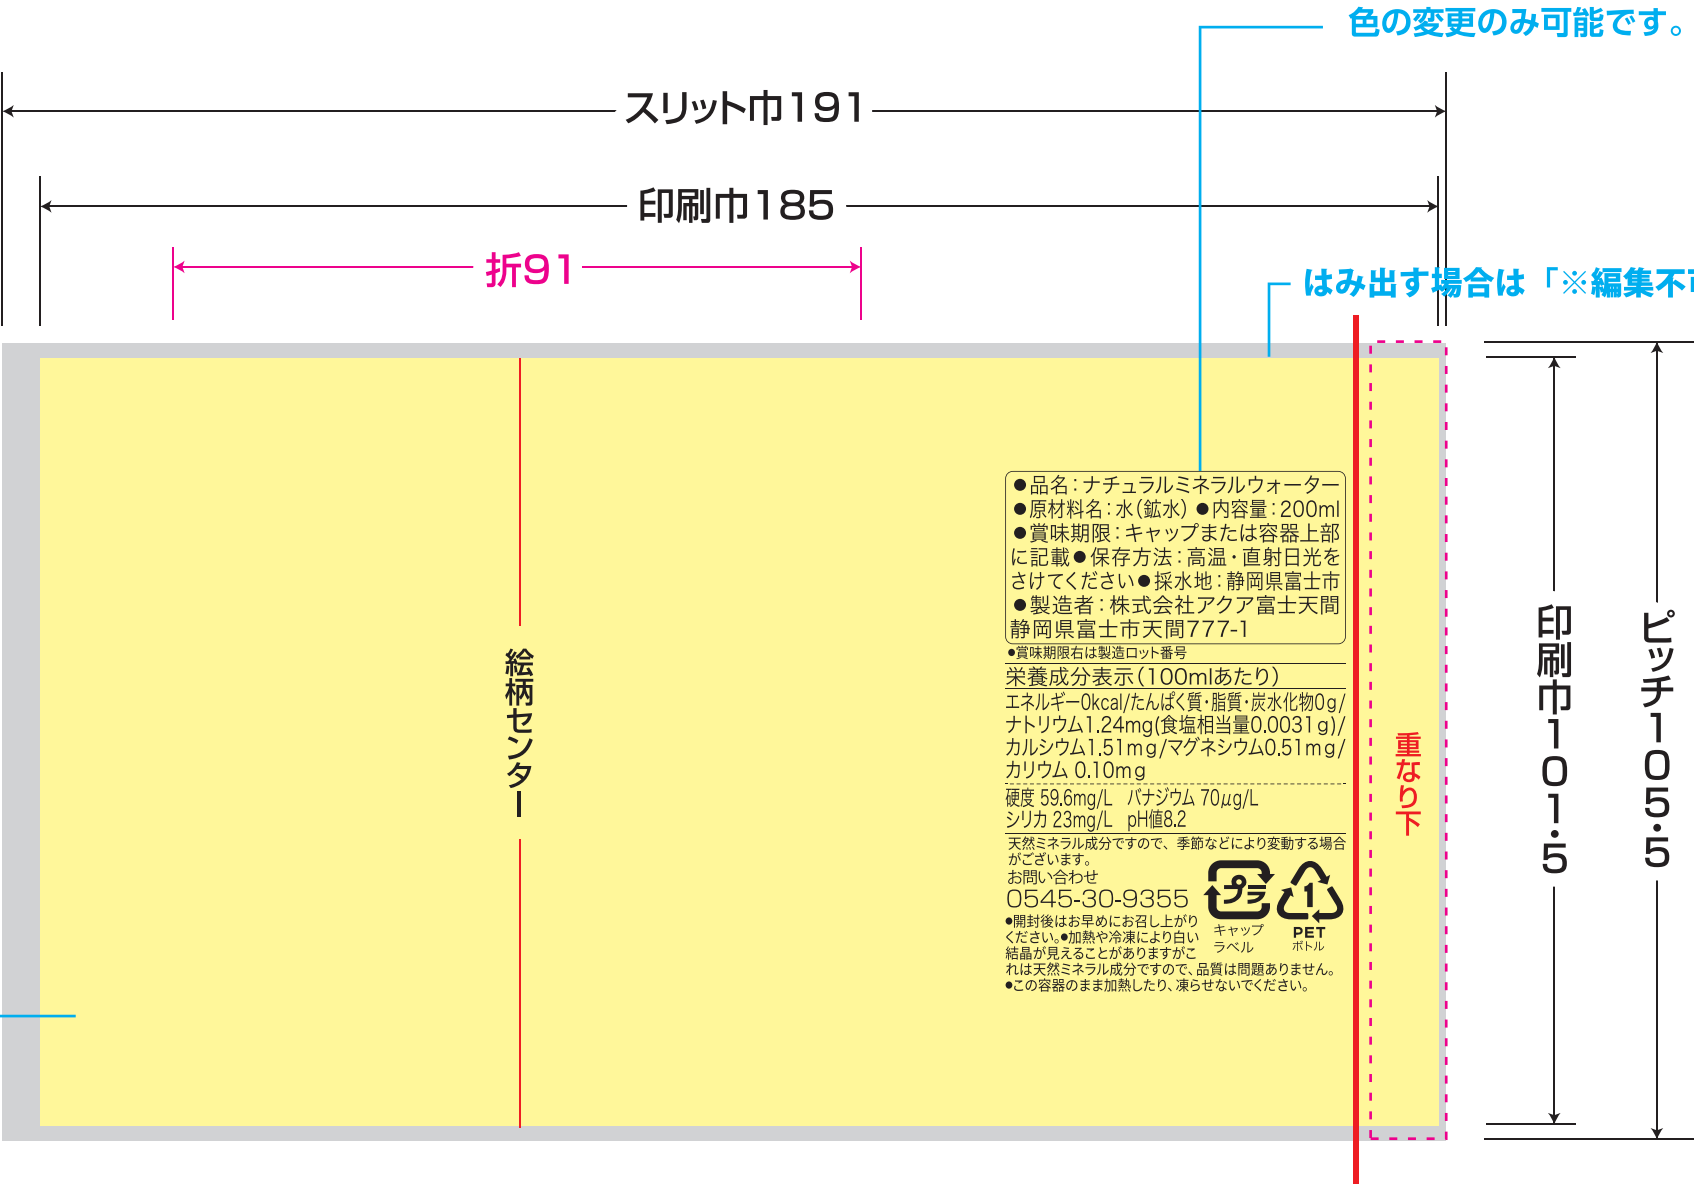 色の変更のみ可能です。
スリット巾191
印刷巾185
折91
はみ出す場合は「※編集不
絵柄センター
●品名：ナチュラルミネラルウォーター
●原材料名：水（鉱水）●内容量：200ml
●賞味期限：キャップまたは容器上部
に記載●保存方法：高温・直射日光を
さけてください●採水地：静岡県富士市
●製造者：株式会社アクア富士天間
静岡県富士市天間777-1
●賞味期限右は製造ロット番号
栄養成分表示（100mlあたり）
エネルギー0kcal/たんぱく質・脂質・炭水化物0g/
ナトリウム1.24mg(食塩相当量0.0031g)/
カルシウム1.51mg/マグネシウム0.51mg/
カリウム 0.10mg
硬度 59.6mg/L　バナジウム 70μg/L
シリカ 23mg/L　pH値8.2
天然ミネラル成分ですので、季節などにより変動する場合
がございます。
お問い合わせ
0545-30-9355
●開封後はお早めにお召し上がり
ください。●加熱や冷凍により白い
結晶が見えることがありますがこ
れは天然ミネラル成分ですので、品質は問題ありません。
●この容器のまま加熱したり、凍らせないでください。
プラ
キャップ
ラベル
1
PET
ボトル
重なり下
印刷巾101・5
ピッチ105・5